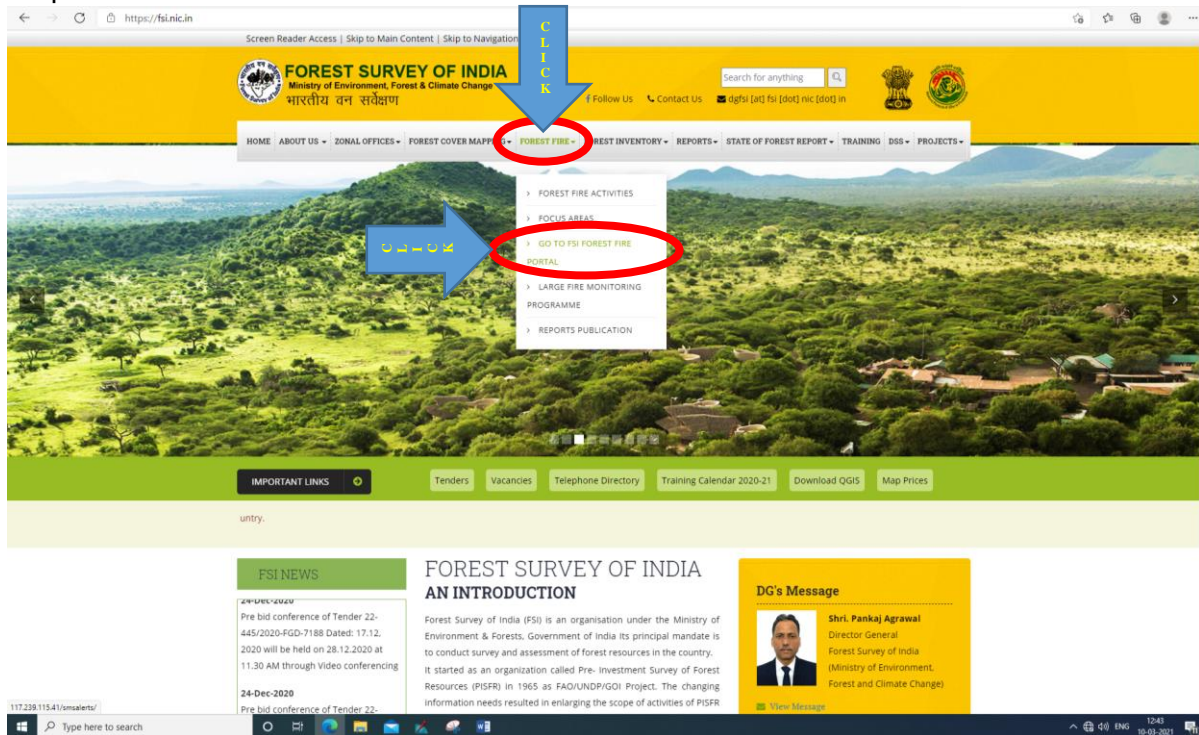 https://fsi.nic.in
Screen Reader Access | Skip to Main Content | Skip to Navigation
CLICK
FOREST SURVEY OF INDIA
Ministry of Environment, Forest & Climate Change
भारतीय वन सर्वेक्षण
Search for anything
f Follow Us Contact Us dgfsi [at] fsi [dot] nic [dot] in
HOME ABOUT US ZONAL OFFICES FOREST COVER MAPPING FOREST FIRE FOREST INVENTORY REPORTS STATE OF FOREST REPORT TRAINING DSS PROJECTS
> FOREST FIRE ACTIVITIES
> FOCUS AREAS
CLICK
> GO TO FSI FOREST FIRE
PORTAL
> LARGE FIRE MONITORING
PROGRAMME
> REPORTS PUBLICATION
IMPORTANT LINKS Tenders Vacancies Telephone Directory Training Calendar 2020-21 Download QGIS Map Prices
untry.
FSI NEWS
24-Dec-2020
Pre bid conference of Tender 22-
445/2020-FGD-7188 Dated: 17.12.
2020 will be held on 28.12.2020 at
11.30 AM through Video conferencing
24-Dec-2020
Pre bid conference of Tender 22-
FOREST SURVEY OF INDIA
AN INTRODUCTION
Forest Survey of India (FSI) is an organisation under the Ministry of
Environment & Forests, Government of India Its principal mandate is
to conduct survey and assessment of forest resources in the country.
It started as an organization called Pre- Investment Survey of Forest
Resources (PISFR) in 1965 as FAO/UNDP/GOI Project. The changing
information needs resulted in enlarging the scope of activities of PISFR
DG's Message
Shri. Pankaj Agrawal
Director General
Forest Survey of India
(Ministry of Environment,
Forest and Climate Change)
View Message
117.239.115.41/smsalerts/
Type here to search
ENG
12:43
10-03-2021